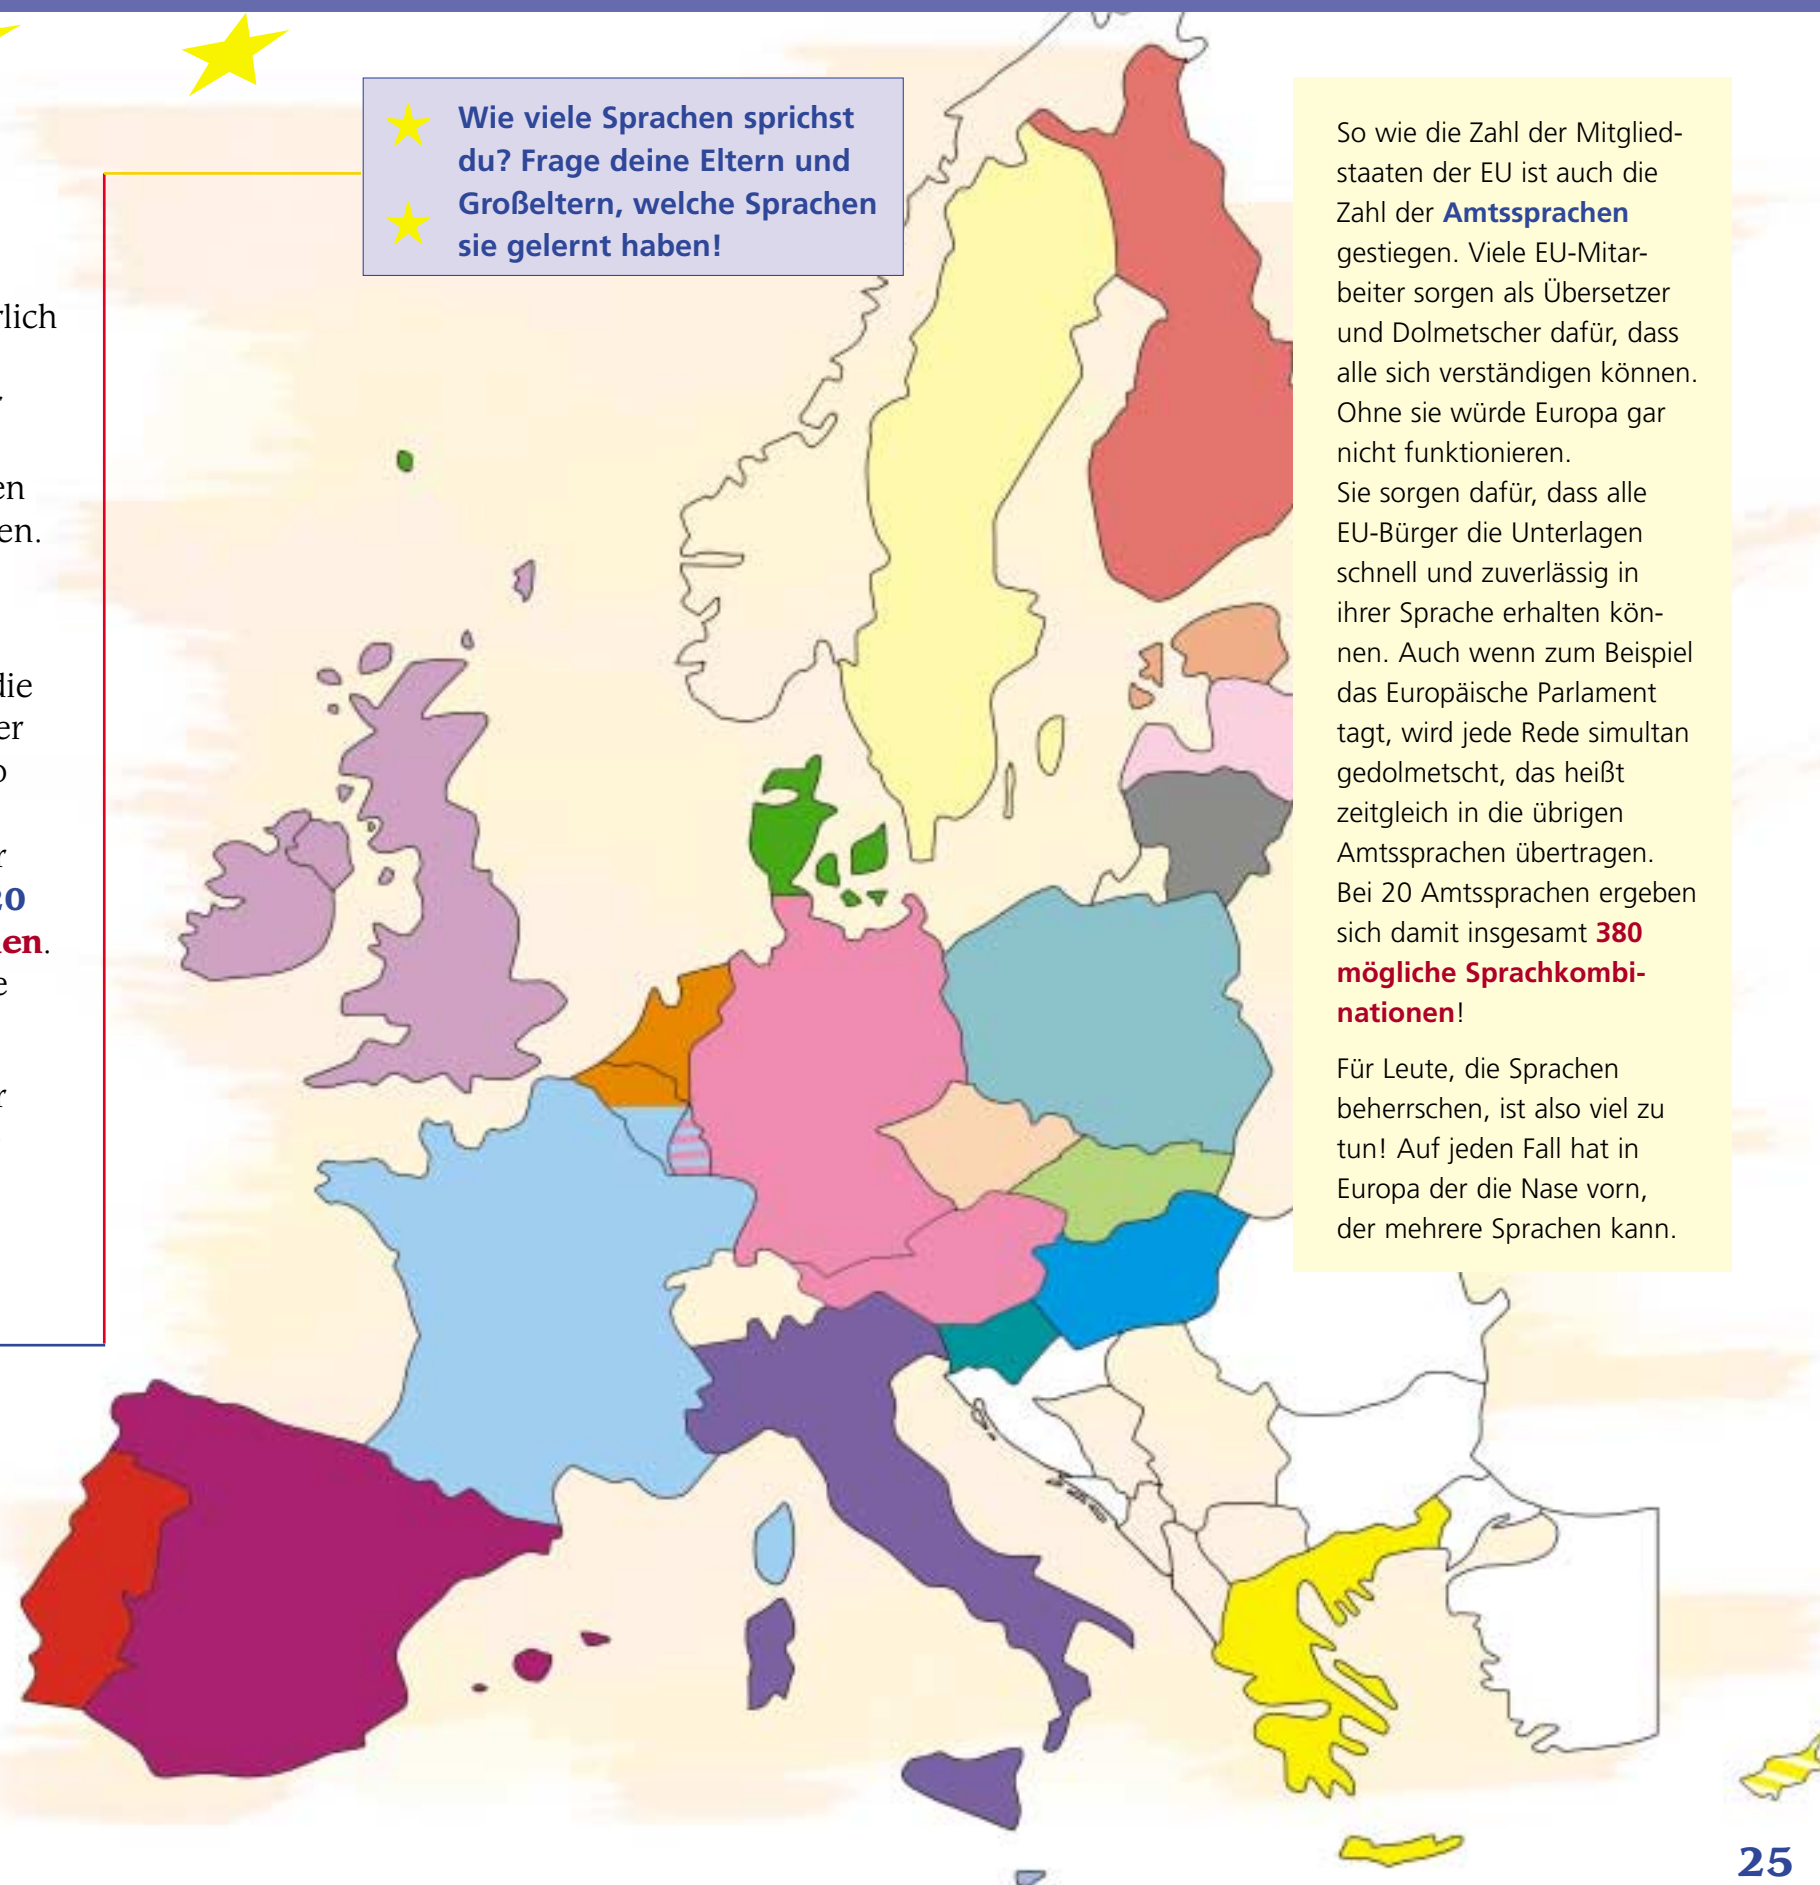 Wie viele Sprachen sprichst
du? Frage deine Eltern und
Großeltern, welche Sprachen
sie gelernt haben!
die
20
So wie die Zahl der Mitglied-
staaten der EU ist auch die
Zahl der Amtssprachen
gestiegen. Viele EU-Mitar-
beiter sorgen als Übersetzer
und Dolmetscher dafür, dass
alle sich verständigen können.
Ohne sie würde Europa gar
nicht funktionieren.
Sie sorgen dafür, dass alle
EU-Bürger die Unterlagen
schnell und zuverlässig in
ihrer Sprache erhalten kön-
nen. Auch wenn zum Beispiel
das Europäische Parlament
tagt, wird jede Rede simultan
gedolmetscht, das heißt
zeitgleich in die übrigen
Amtssprachen übertragen.
Bei 20 Amtssprachen ergeben
sich damit insgesamt 380
mögliche Sprachkombi-
nationen!
Für Leute, die Sprachen
beherrschen, ist also viel zu
tun! Auf jeden Fall hat in
Europa der die Nase vorn,
der mehrere Sprachen kann.
25